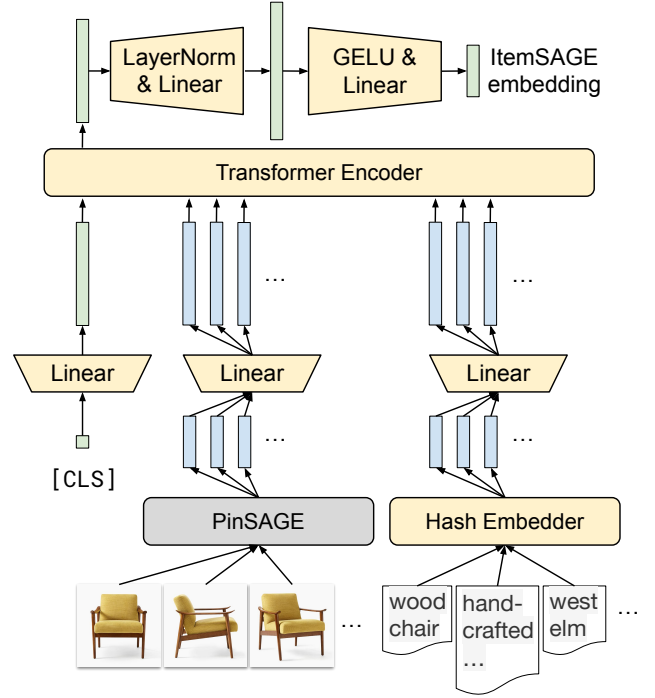 LayerNorm
& Linear
GELU &
Linear
ItemSAGE
embedding
Transformer Encoder
...
...
Linear
Linear
Linear
...
...
[CLS]
PinSAGE
Hash Embedder
...
wood
chair
hand-
crafted
...
west
elm
...